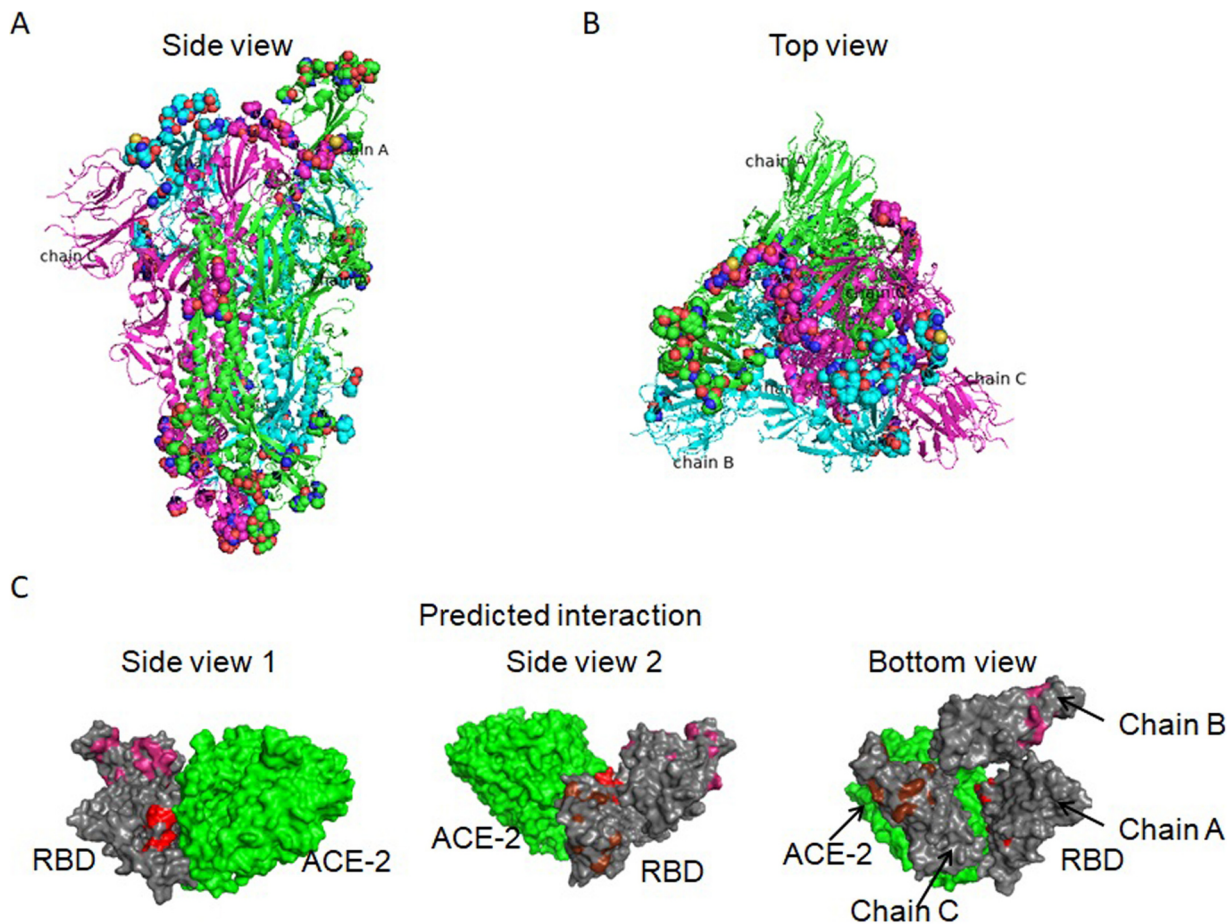 A
Side view
chain A
chain C
chain A
B
Top view
chain A
chain C
chain B
C
Predicted interaction
Side view 1
RBD
ACE-2
Side view 2
ACE-2
RBD
Bottom view
Chain B
Chain A
ACE-2
RBD
Chain C